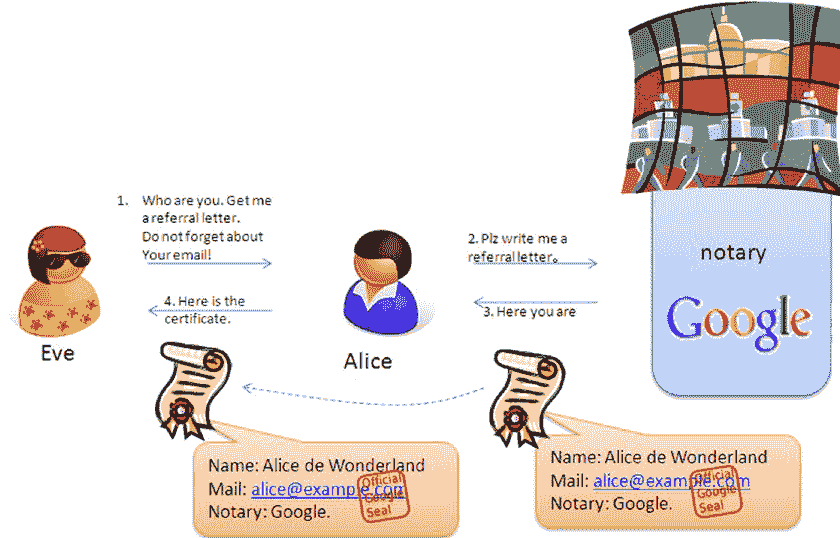 1. Who are you. Get me
a referral letter.
Do not forget about
Your email!
2. Plz write me a
referral letter。
notary
Google
4. Here is the
certificate.
3. Here you are
Eve
Alice
Name: Alice de Wonderland
Mail: alice@example.com
Notary: Google.
Official
Google
Seal
Name: Alice de Wonderland
Mail: alice@example.com
Notary: Google.
Official
Google
Seal